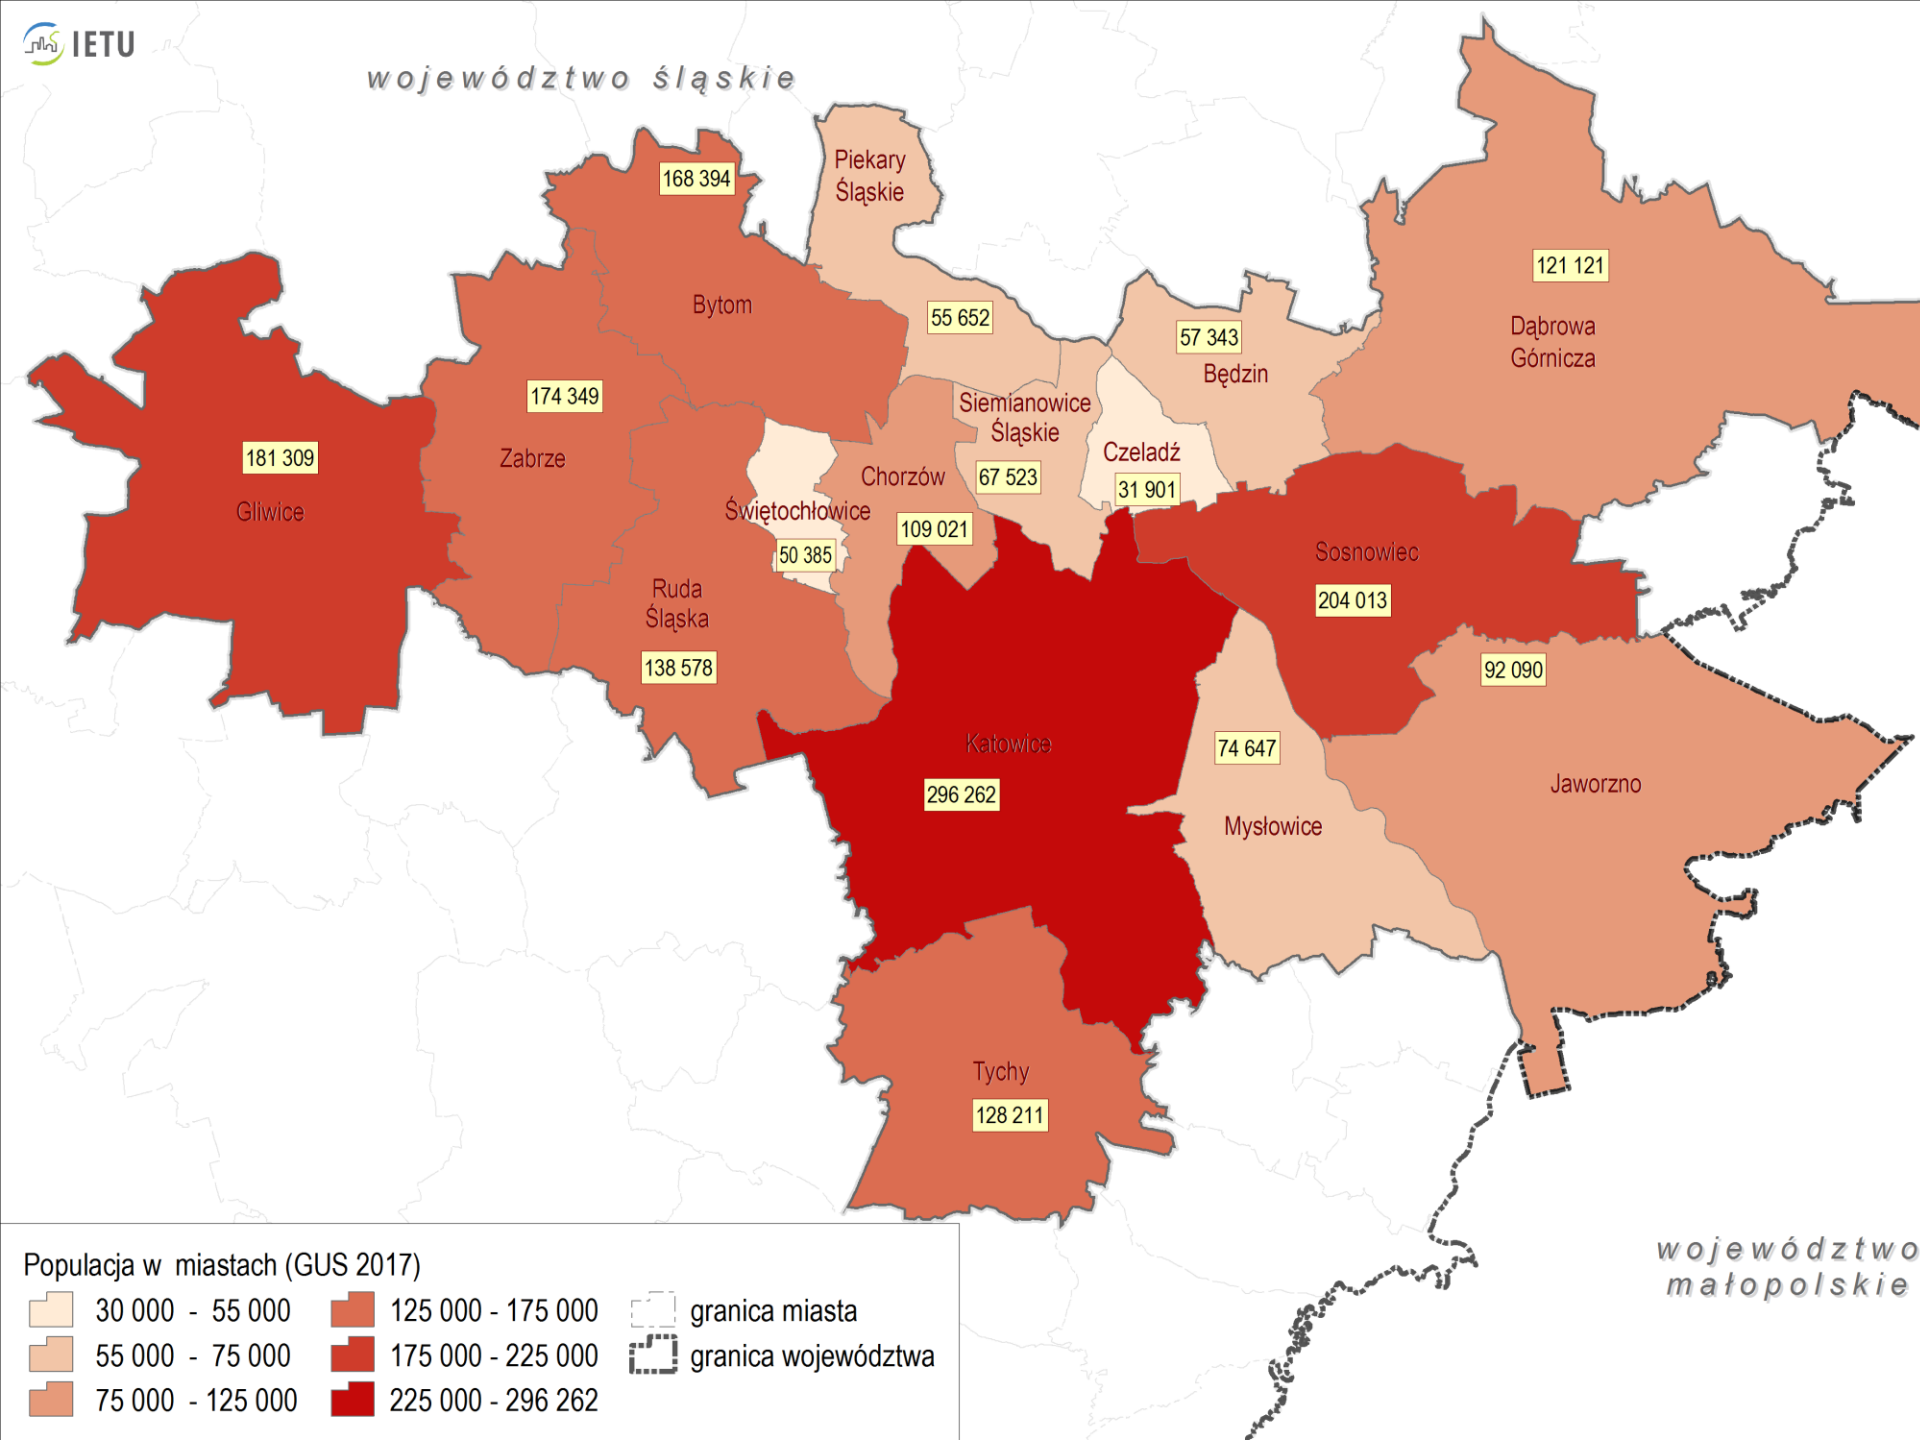 IETU
województwo śląskie
Piekary
Śląskie
168 394
121 121
Bytom
55 652
57 343
Dąbrowa
Górnicza
Będzin
174 349
Siemianowice
Śląskie
181 309
Zabrze
Chorzów
67 523
Czeladź
31 901
Gliwice
Świętochłowice
109 021
50 385
Sosnowiec
204 013
Ruda
Śląska
138 578
92 090
Katowice
296 262
74 647
Jaworzno
Mysłowice
Tychy
128 211
województwo
małopolskie
Populacja w miastach (GUS 2017)
30 000 - 55 000
55 000 - 75 000
75 000 - 125 000
125 000 - 175 000
175 000 - 225 000
225 000 - 296 262
granica miasta
granica województwa